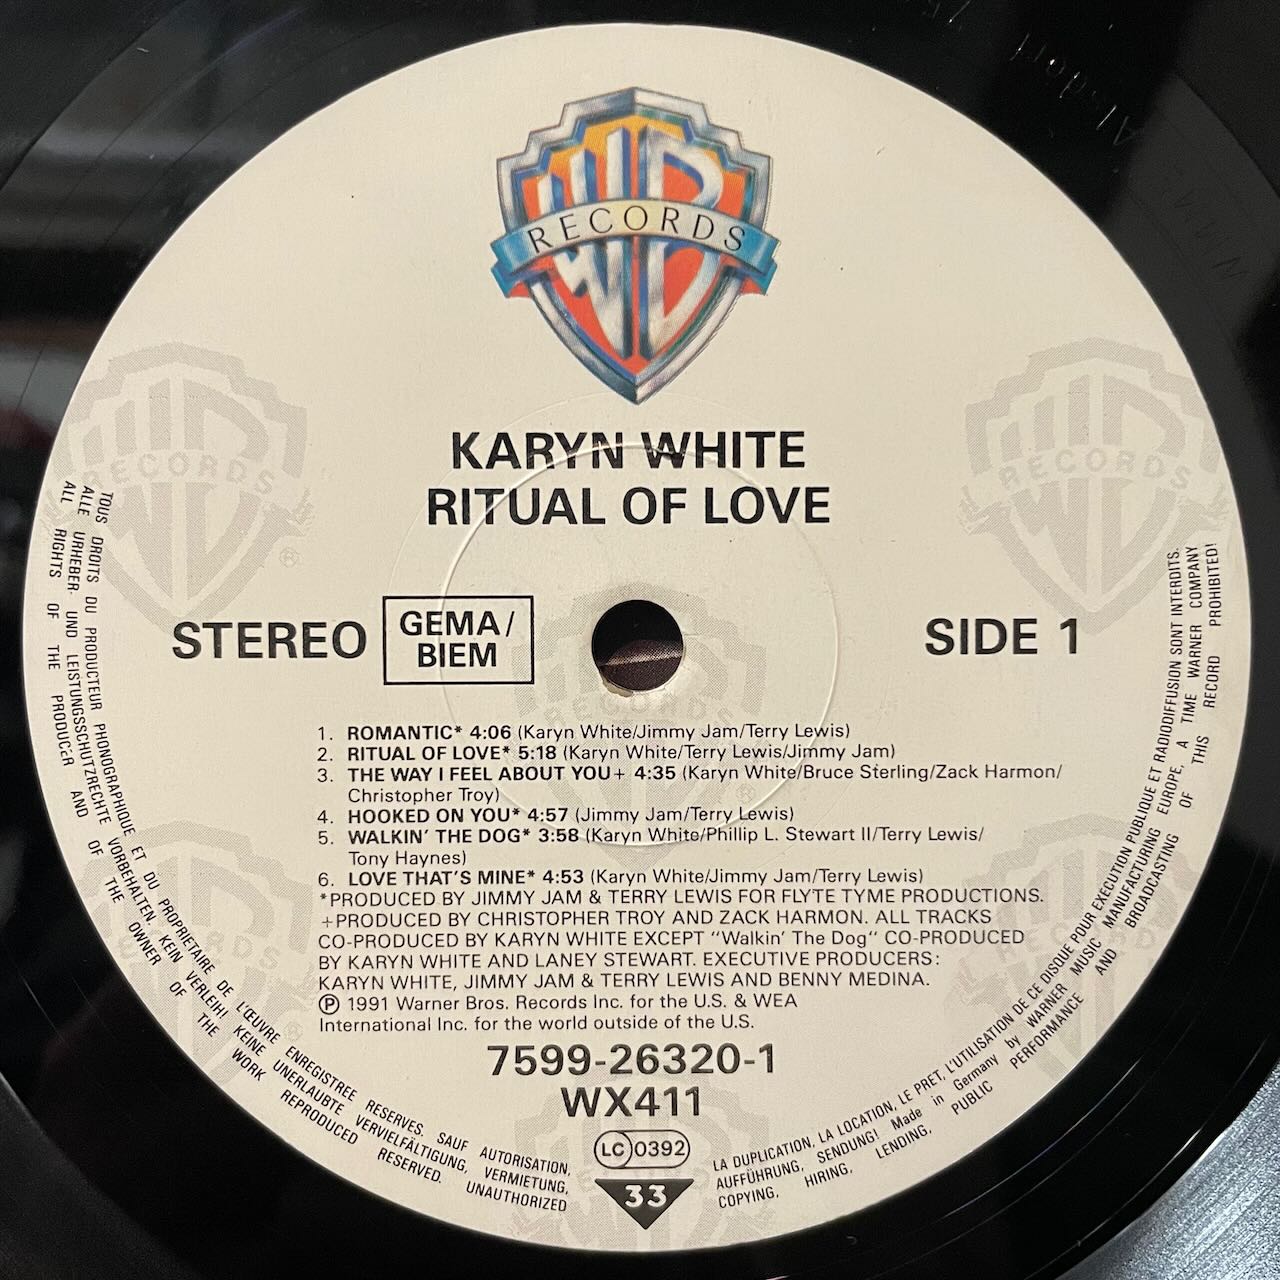 WB
RECORDS
KARYN WHITE
RITUAL OF LOVE
STEREO
GEMA/
BIEM
SIDE 1
1. ROMANTIC* 4:06 (Karyn White/Jimmy Jam/Terry Lewis)
2. RITUAL OF LOVE* 5:18 (Karyn White/Terry Lewis/Jimmy Jam)
3. THE WAY I FEEL ABOUT YOU+ 4:35 (Karyn White/Bruce Sterling/Zack Harmon/
Christopher Troy)
4. HOOKED ON YOU* 4:57 (Jimmy Jam/Terry Lewis)
5. WALKIN' THE DOG* 3:58 (Karyn White/Phillip L. Stewart II/Terry Lewis/
Tony Haynes)
6. LOVE THAT'S MINE* 4:53 (Karyn White/Jimmy Jam/Terry Lewis)
*PRODUCED BY JIMMY JAM & TERRY LEWIS FOR FLYTE TYME PRODUCTIONS.
+PRODUCED BY CHRISTOPHER TROY AND ZACK HARMON. ALL TRACKS
CO-PRODUCED BY KARYN WHITE EXCEPT "Walkin' The Dog" CO-PRODUCED
BY KARYN WHITE AND LANEY STEWART. EXECUTIVE PRODUCERS:
KARYN WHITE, JIMMY JAM & TERRY LEWIS AND BENNY MEDINA.
℗ 1991 Warner Bros. Records Inc. for the U.S. & WEA
International Inc. for the world outside of the U.S.
7599-26320-1
WX411
LC 0392
33
TOUS DROITS DU PRODUCTEUR PHONOGRAPHIQUE ET DU PROPRIETAIRE DE L'ŒUVRE ENREGISTREE RESERVES. SAUF AUTORISATION, LA DUPLICATION, LA LOCATION, LE PRET, L'UTILISATION DE CE DISQUE POUR EXECUTION PUBLIQUE ET RADIODIFFUSION SONT INTERDITS.
ALLE URHEBER- UND LEISTUNGSSCHUTZRECHTE VORBEHALTEN. KEIN VERLEIH! KEINE UNERLAUBTE VERVIELFÄLTIGUNG, VERMIETUNG, AUFFÜHRUNG, SENDUNG! Made in Germany by WARNER MUSIC MANUFACTURING EUROPE, A TIME WARNER COMPANY
ALL RIGHTS OF THE PRODUCER AND OF THE OWNER OF THE WORK REPRODUCED RESERVED. UNAUTHORIZED COPYING, HIRING, LENDING, PUBLIC PERFORMANCE AND BROADCASTING OF THIS RECORD PROHIBITED!
Alsdorf